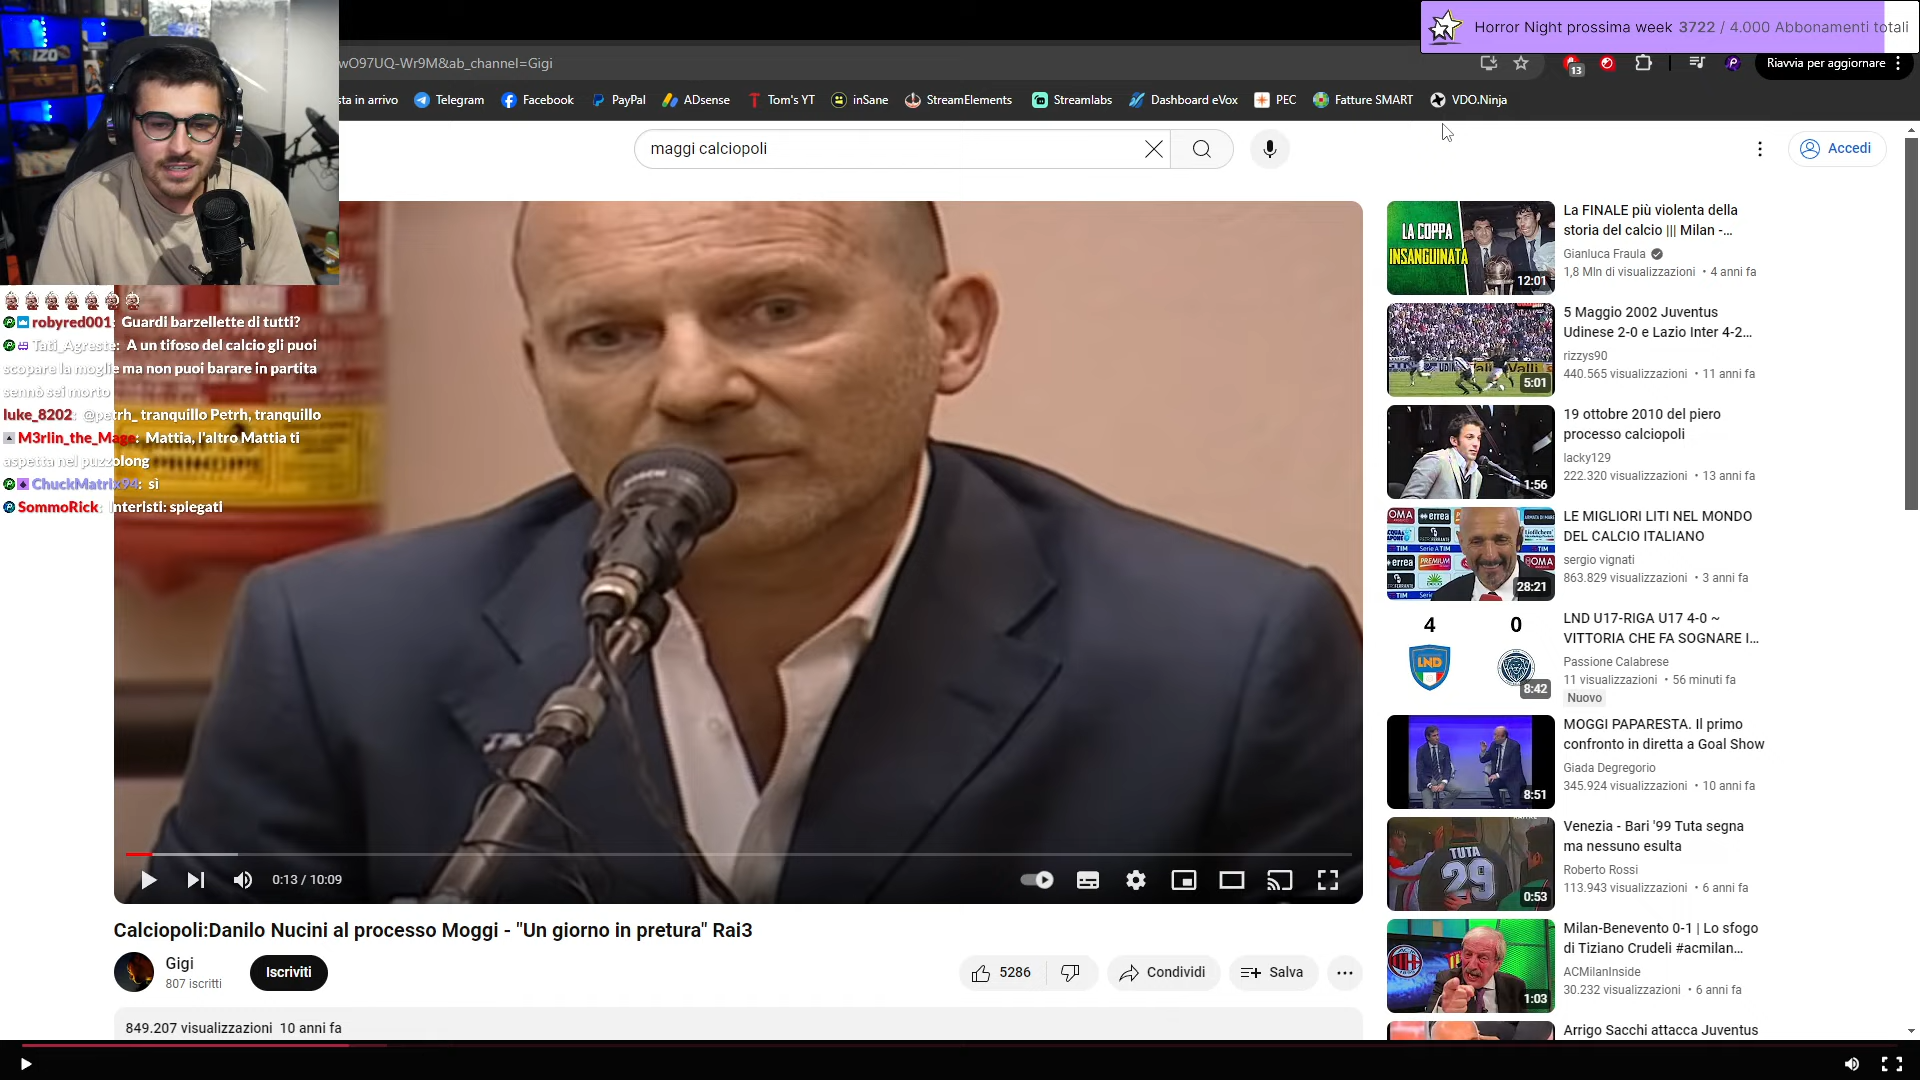 Horror Night prossima week 3722 / 4.000 Abbonamenti totali
wO97UQ-Wr9M&ab_channel=Gigi
13
Riavvia per aggiornare
sta in arrivo
Telegram
Facebook
PayPal
ADsense
Tom's YT
inSane
StreamElements
Streamlabs
Dashboard eVox
PEC
Fatture SMART
VDO.Ninja
maggi calciopoli
Accedi
robyred001: Guardi barzellette di tutti?
Tati_Agreste: A un tifoso del calcio gli puoi
scopare la moglie ma non puoi barare in partita
sennò sei morto
luke_8202: @petrh_ tranquillo Petrh, tranquillo
M3rlin_the_Mage: Mattia, l'altro Mattia ti
aspetta nel puzzolong
ChuckMatrix94: sì
SommoRick: Interisti: spiegati
0:13 / 10:09
Calciopoli:Danilo Nucini al processo Moggi - "Un giorno in pretura" Rai3
Gigi
807 iscritti
Iscriviti
5286
Condividi
Salva
849.207 visualizzazioni 10 anni fa
LA COPPA
INSANGUINATA
12:01
La FINALE più violenta della
storia del calcio ||| Milan -...
Gianluca Fraula
1,8 Mln di visualizzazioni • 4 anni fa
5:01
5 Maggio 2002 Juventus
Udinese 2-0 e Lazio Inter 4-2...
rizzys90
440.565 visualizzazioni • 11 anni fa
1:56
19 ottobre 2010 del piero
processo calciopoli
lacky129
222.320 visualizzazioni • 13 anni fa
28:21
LE MIGLIORI LITI NEL MONDO
DEL CALCIO ITALIANO
sergio vignati
863.829 visualizzazioni • 3 anni fa
4 0
LND
8:42
LND U17-RIGA U17 4-0 ~
VITTORIA CHE FA SOGNARE I...
Passione Calabrese
11 visualizzazioni • 56 minuti fa
Nuovo
8:51
MOGGI PAPARESTA. Il primo
confronto in diretta a Goal Show
Giada Degregorio
345.924 visualizzazioni • 10 anni fa
TUTA
29
0:53
Venezia - Bari '99 Tuta segna
ma nessuno esulta
Roberto Rossi
113.943 visualizzazioni • 6 anni fa
1:03
Milan-Benevento 0-1 | Lo sfogo
di Tiziano Crudeli #acmilan...
ACMilanInside
30.232 visualizzazioni • 6 anni fa
Arrigo Sacchi attacca Juventus